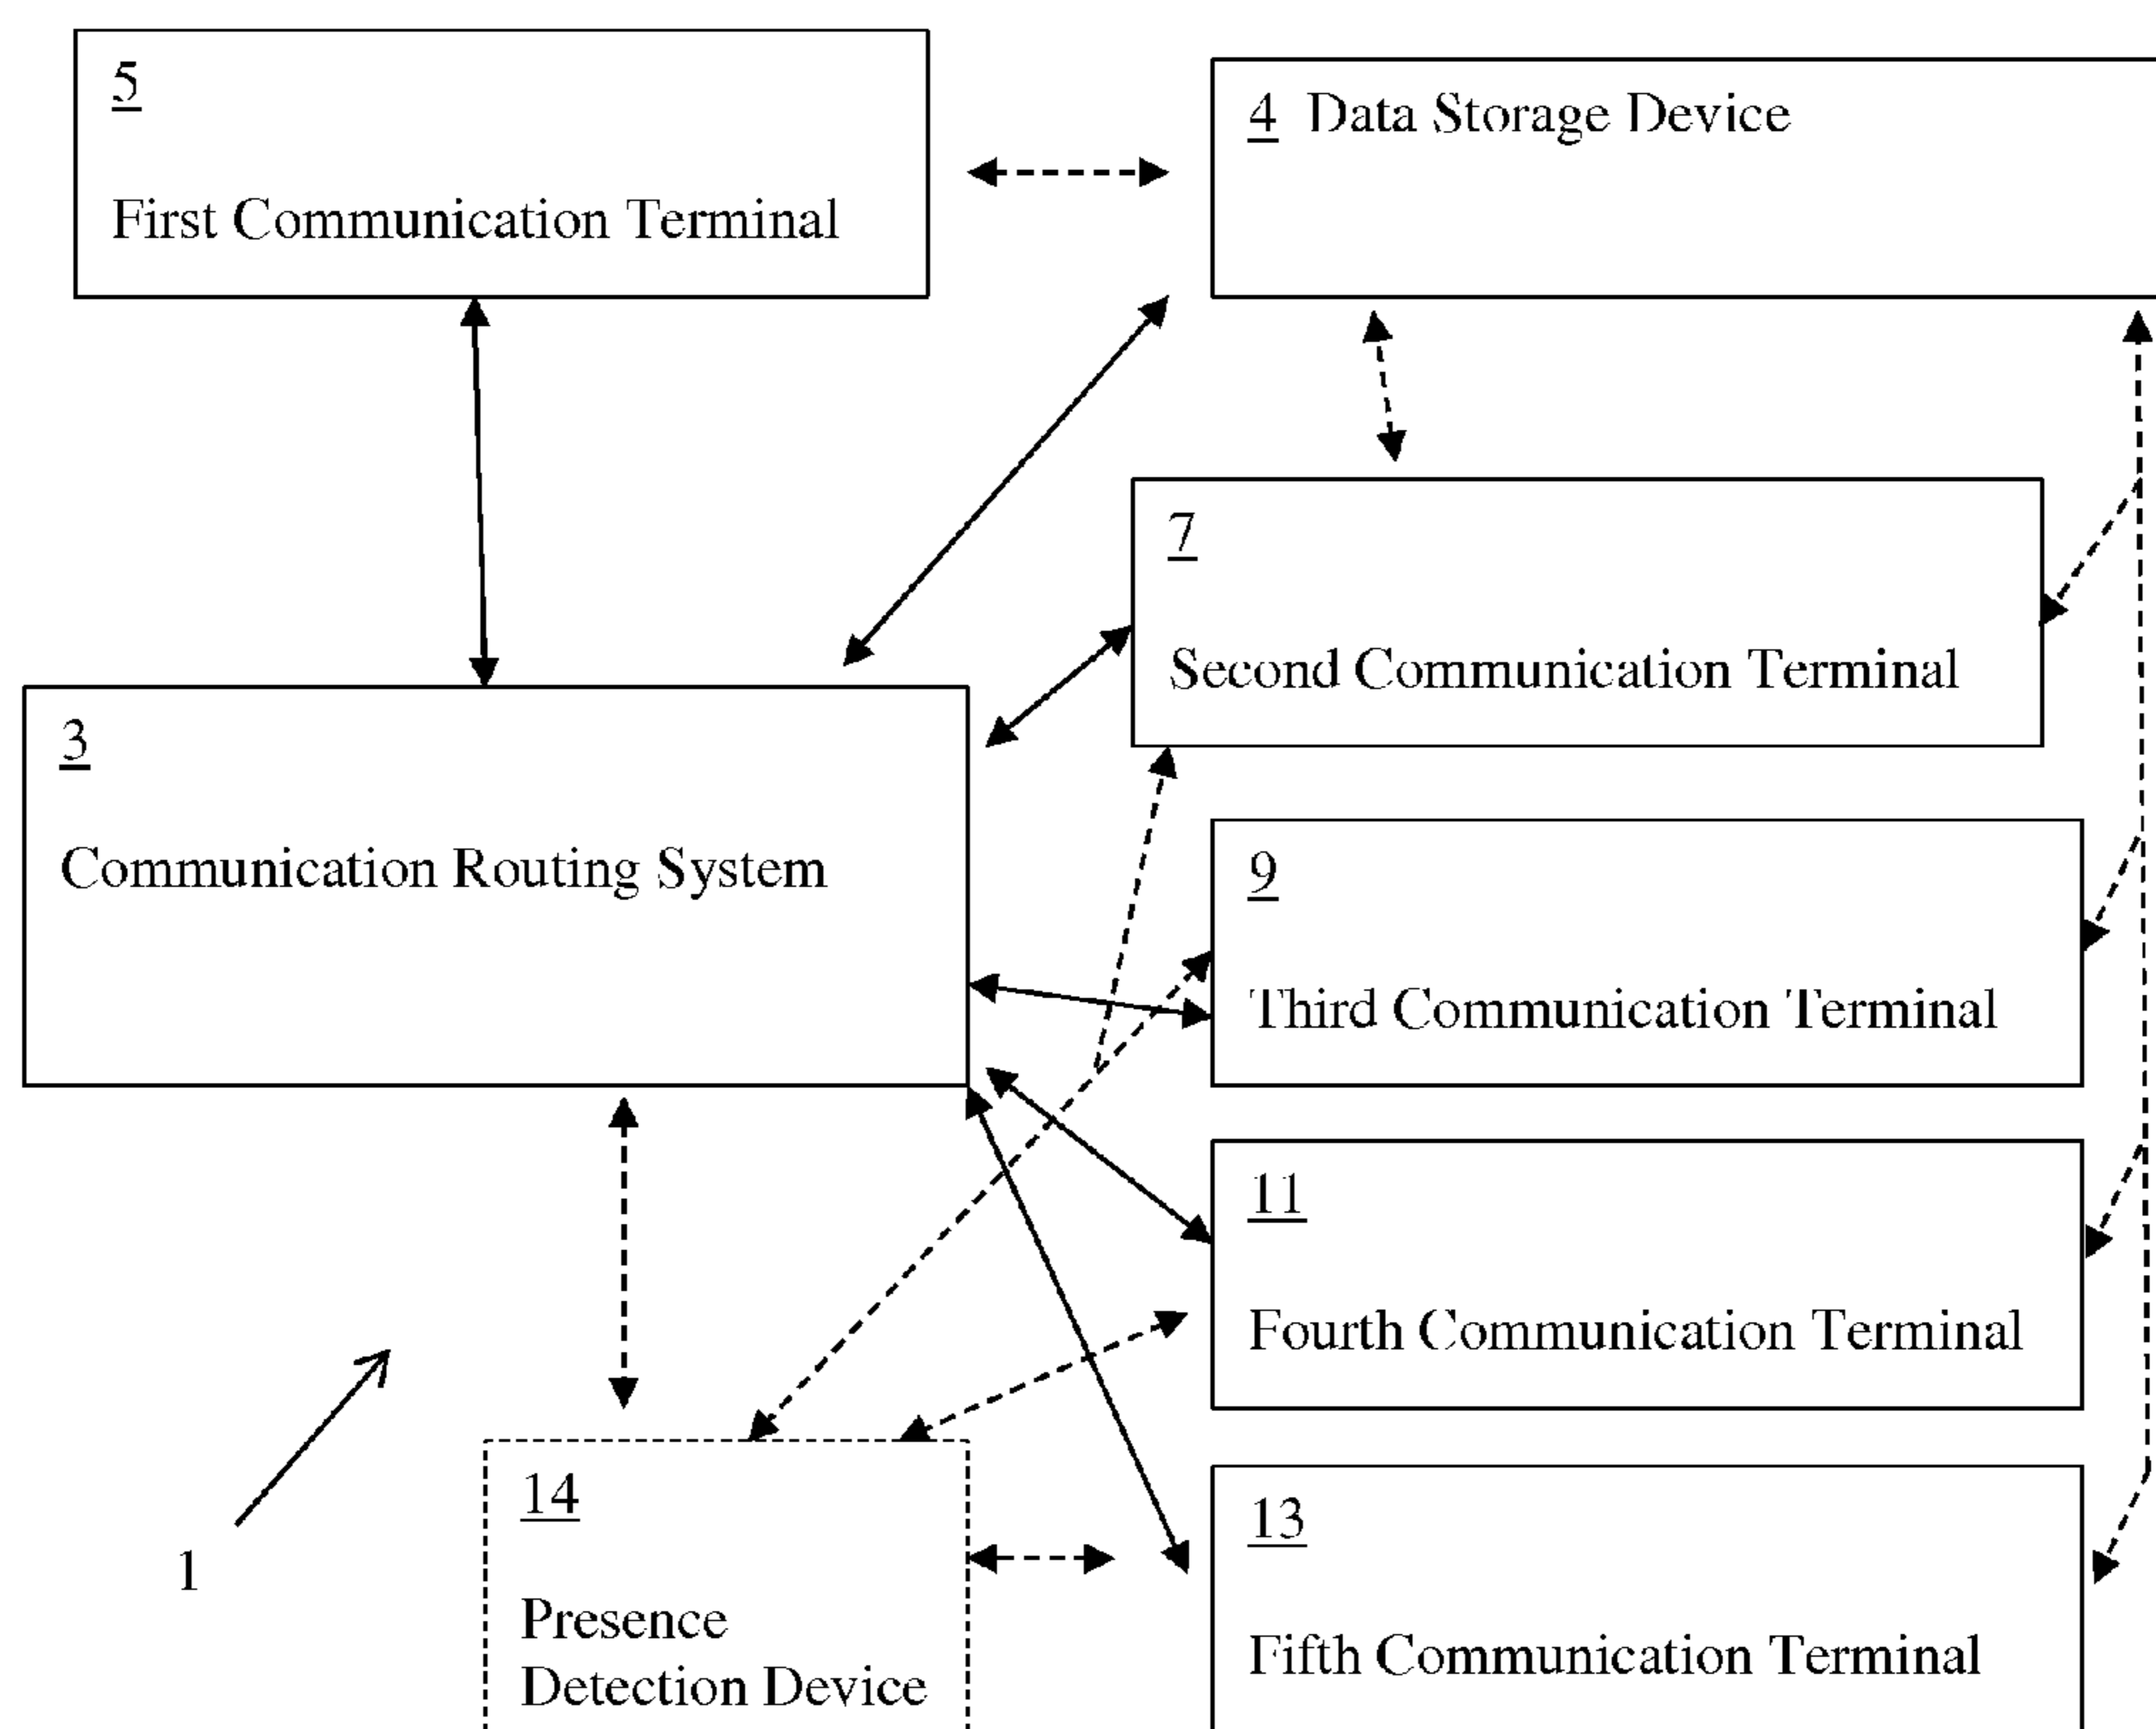 5
First Communication Terminal
4 Data Storage Device
7
Second Communication Terminal
3
Communication Routing System
9
Third Communication Terminal
11
Fourth Communication Terminal
1
14
Presence
Detection Device
13
Fifth Communication Terminal